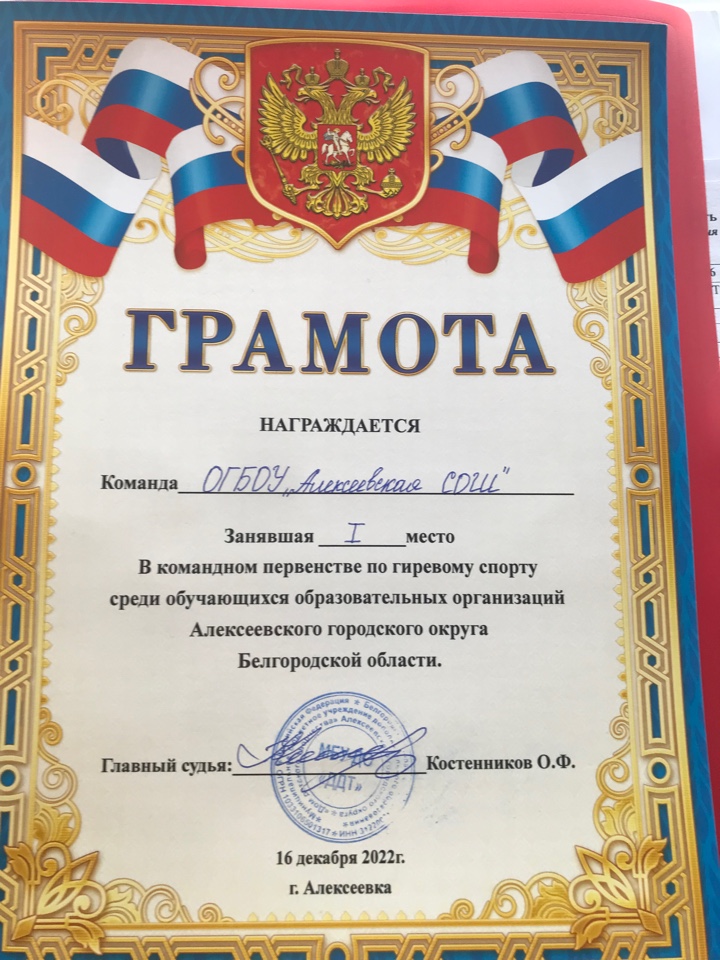 ГРАМОТА
НАГРАЖДАЕТСЯ
Команда ОГБОУ „Алексеевская СОШ"
Занявшая I место
В командном первенстве по гиревому спорту
среди обучающихся образовательных организаций
Алексеевского городского округа
Белгородской области.
Главный судья: Костенников О.Ф.
«ДДТ»
16 декабря 2022г.
г. Алексеевка